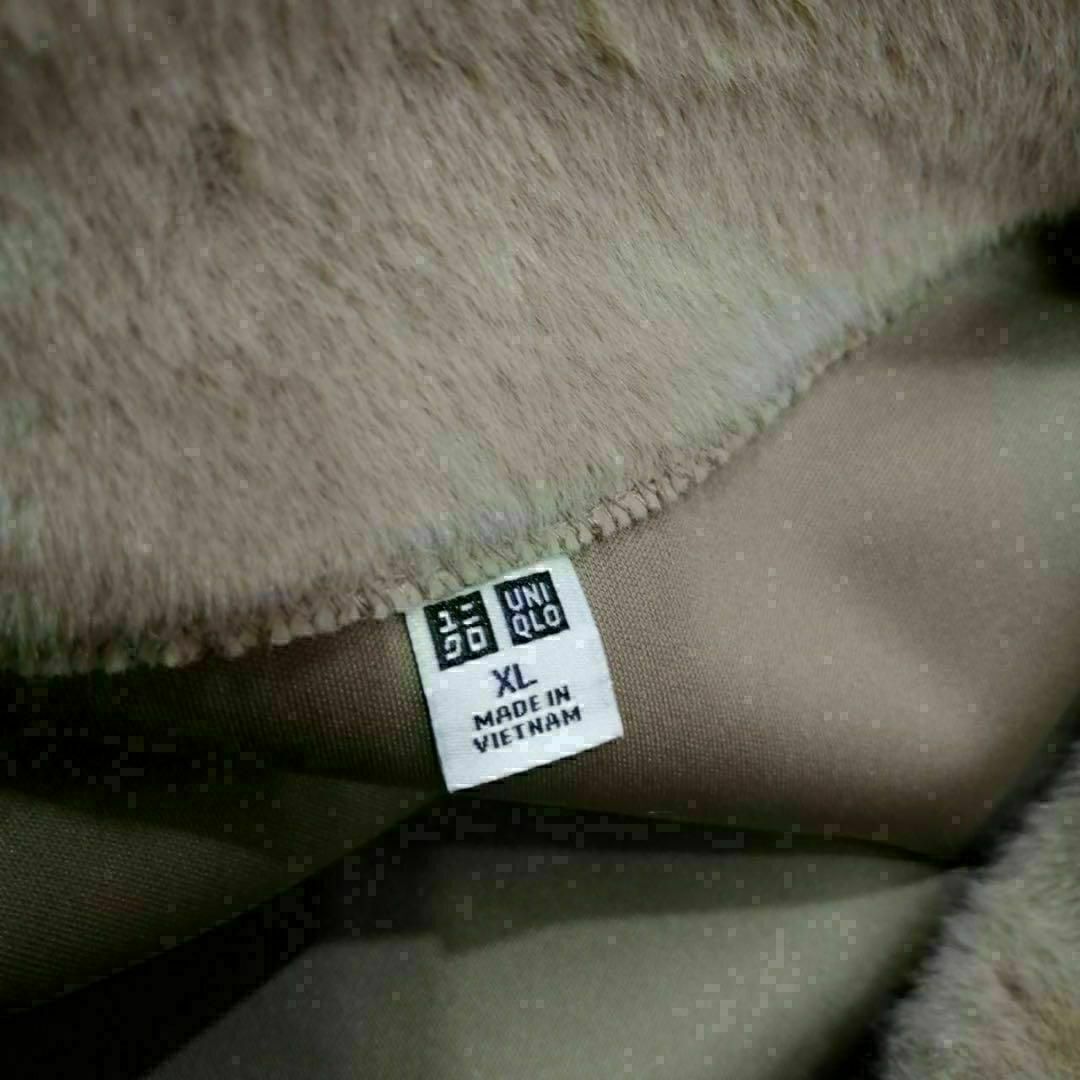 ユニ UNI
クロ QLO
XL
MADE IN
VIETNAM